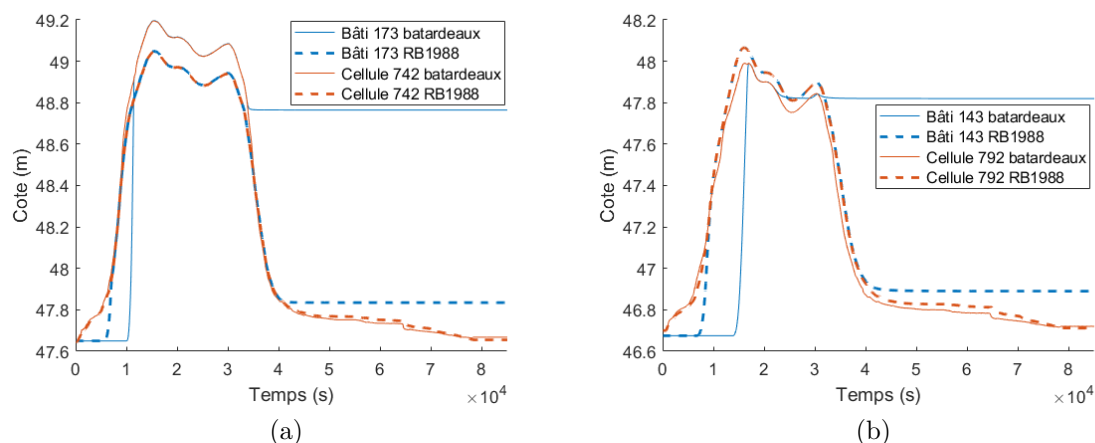 49.2
49
48.8
48.6
48.4
48.2
48
47.8
47.6
Cote (m)
Bâti 173 batardeaux
Bâti 173 RB1988
Cellule 742 batardeaux
Cellule 742 RB1988
0 1 2 3 4 5 6 7 8
Temps (s)
×10^4
(a)
48.2
48
47.8
47.6
47.4
47.2
47
46.8
46.6
Cote (m)
Bâti 143 batardeaux
Bâti 143 RB1988
Cellule 792 batardeaux
Cellule 792 RB1988
0 1 2 3 4 5 6 7 8
Temps (s)
×10^4
(b)